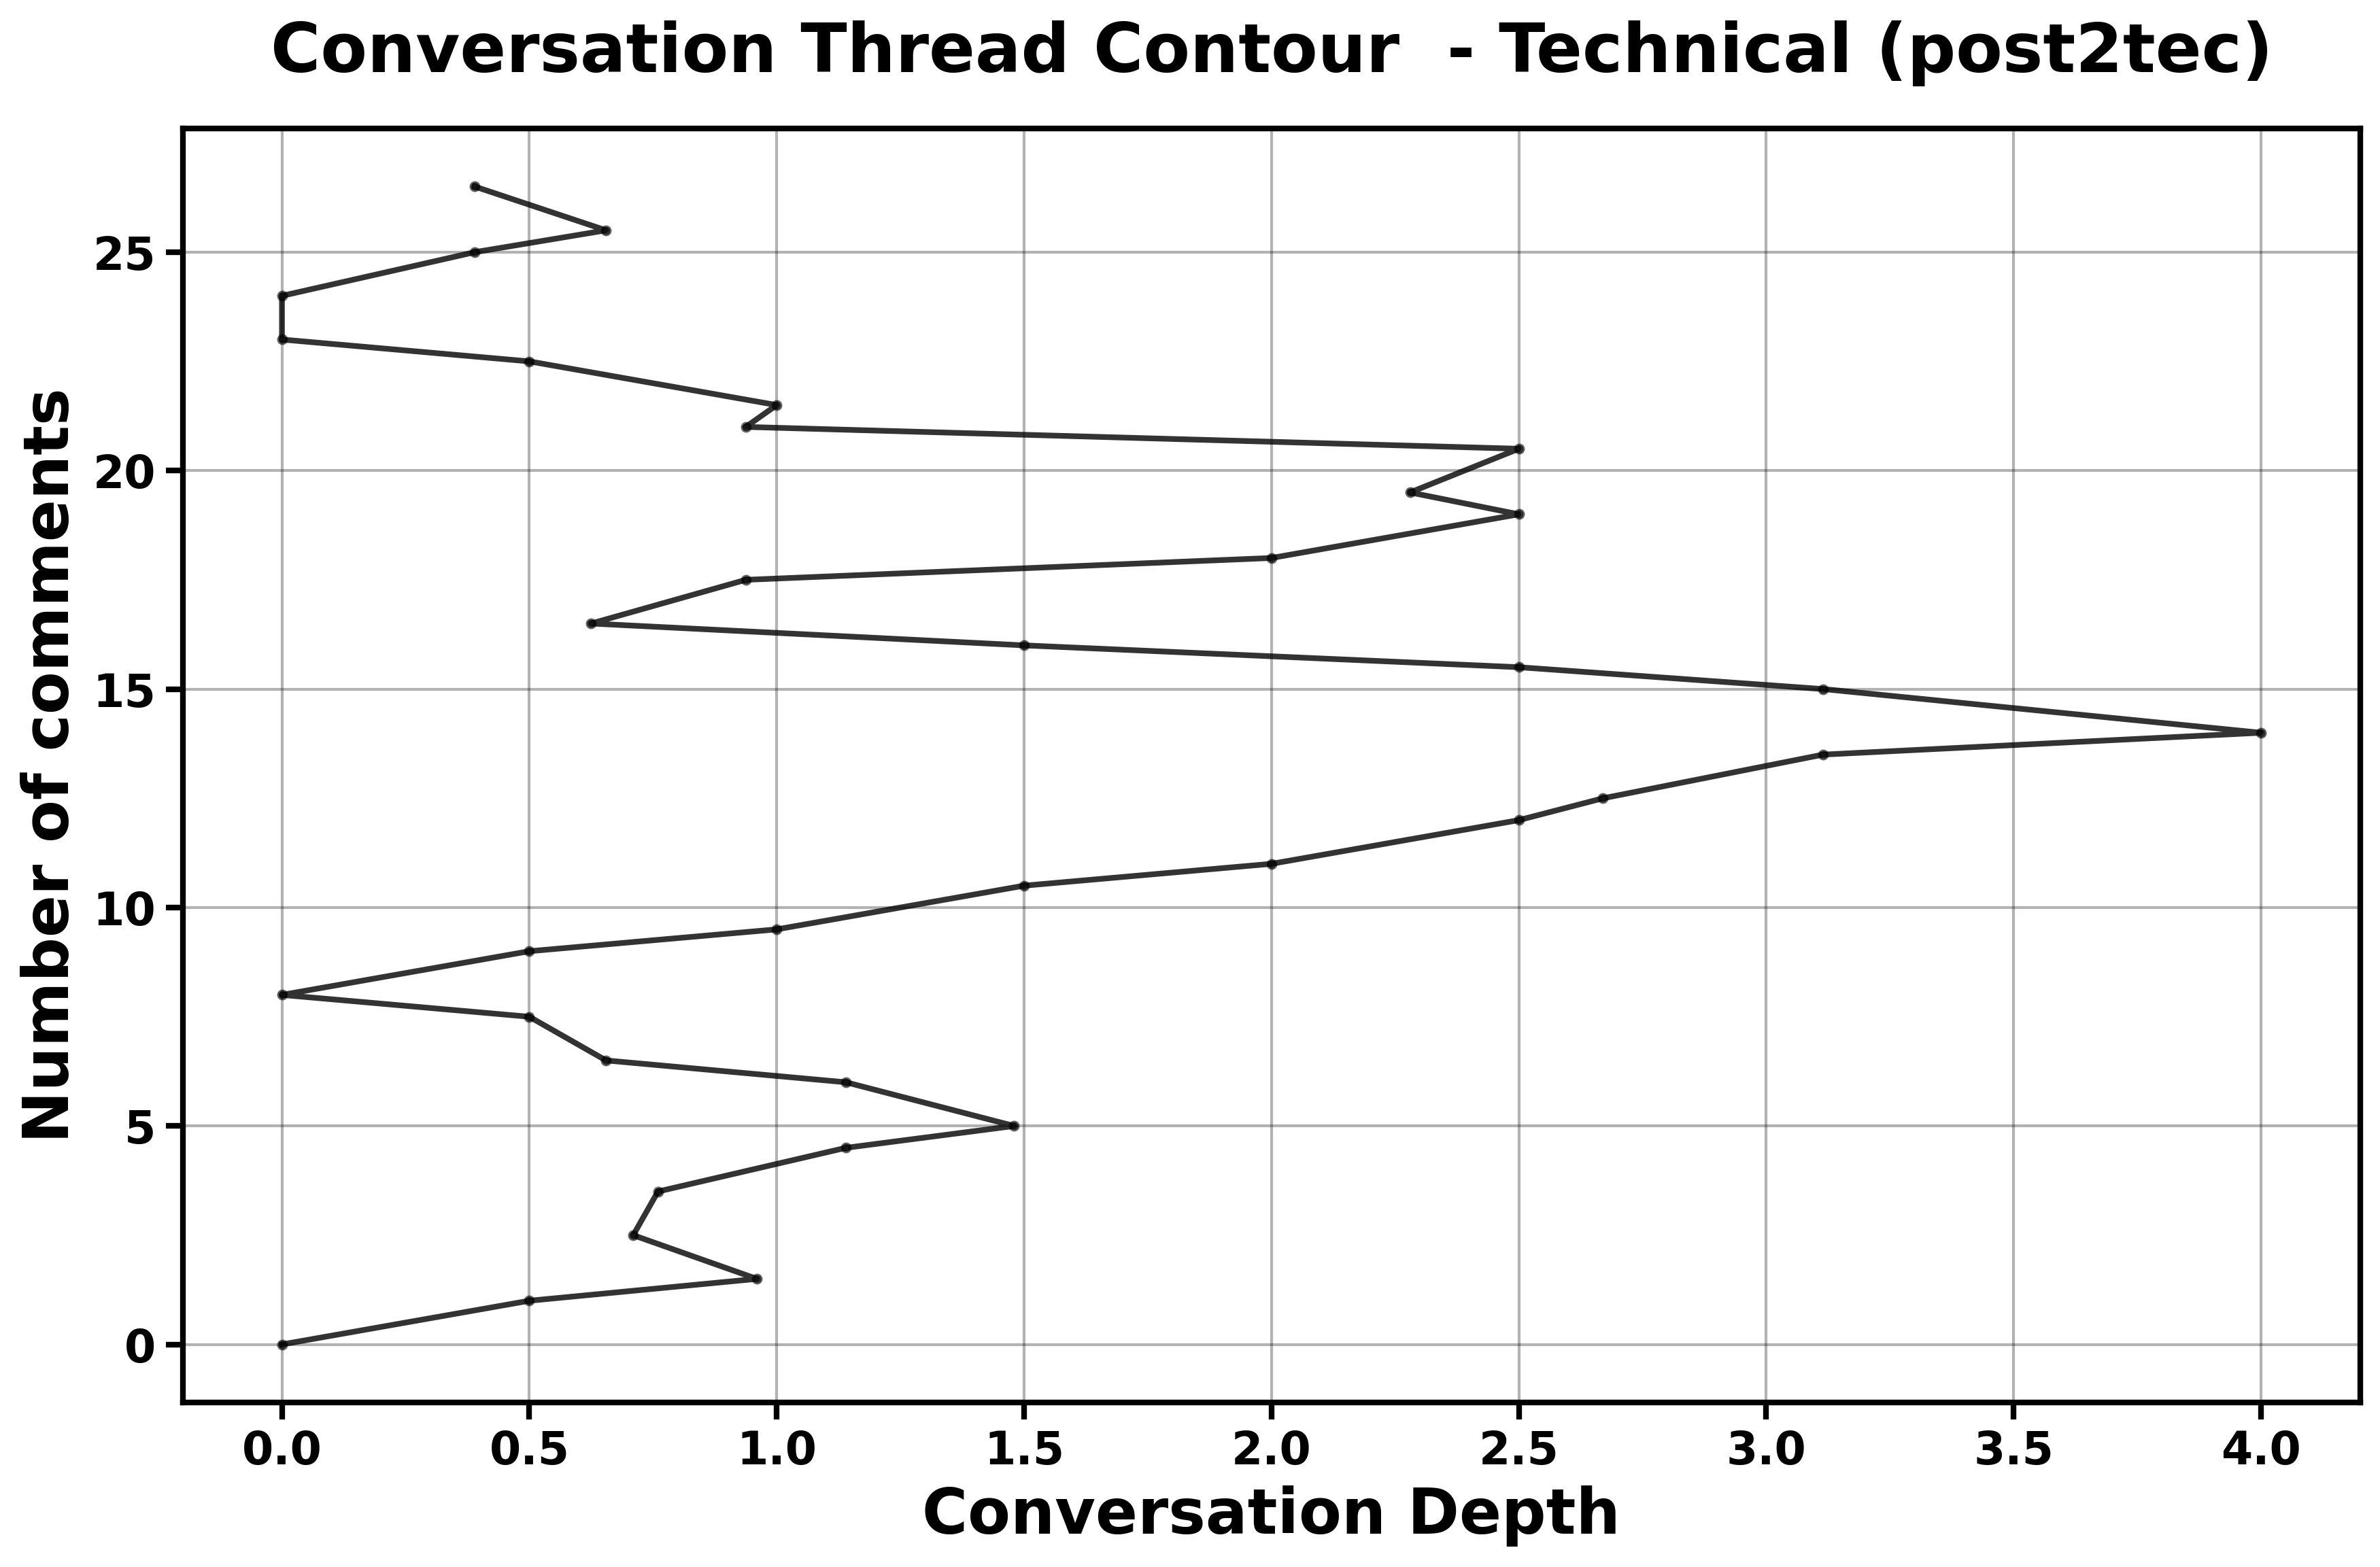 Conversation Thread Contour  - Technical (post2tec)
Number of comments
25
20
15
10
5
0
0.0 0.5 1.0 1.5 2.0 2.5 3.0 3.5 4.0
Conversation Depth